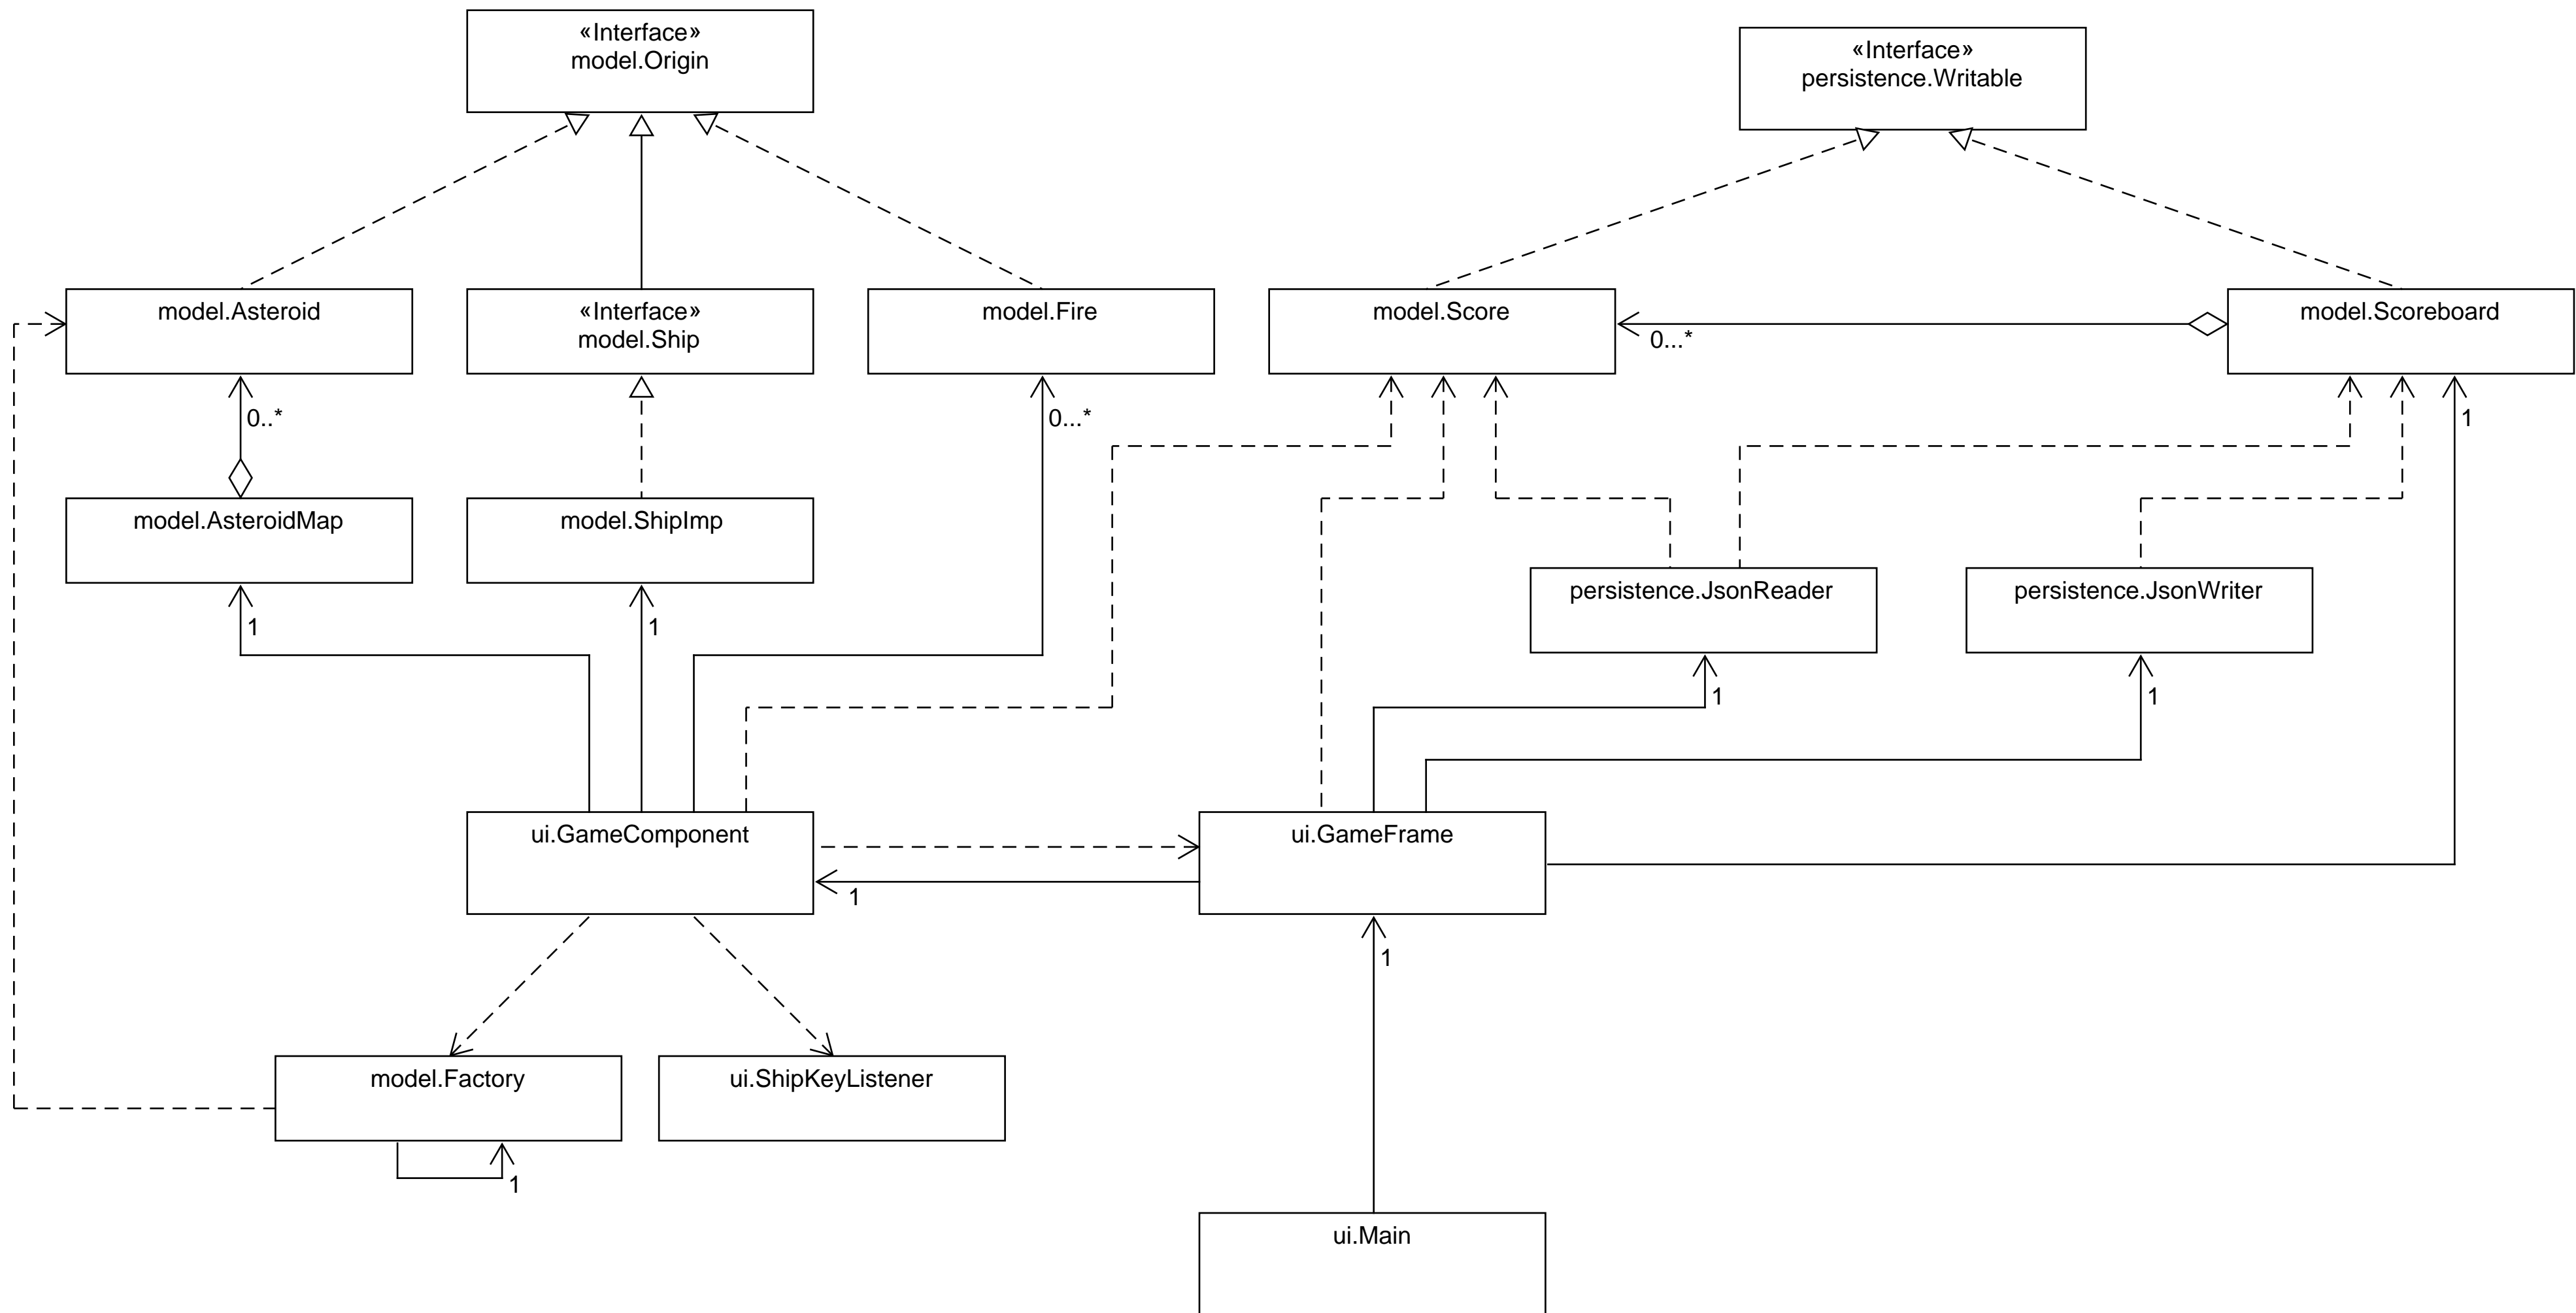 «Interface»
model.Origin
«Interface»
persistence.Writable
model.Asteroid
«Interface»
model.Ship
model.Fire
model.Score
model.Scoreboard
0...*
0..*
0...*
1
model.AsteroidMap
model.ShipImp
persistence.JsonReader
persistence.JsonWriter
1
1
1
1
ui.GameComponent
ui.GameFrame
1
1
model.Factory
ui.ShipKeyListener
1
ui.Main